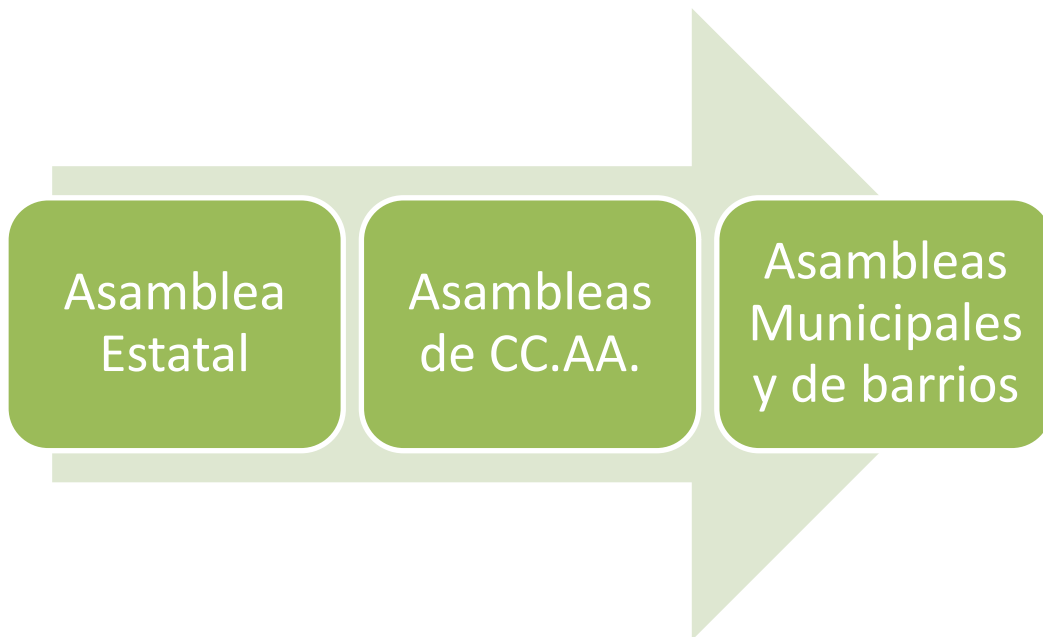 Asamblea
Estatal
Asambleas
de CC.AA.
Asambleas
Municipales
y de barrios